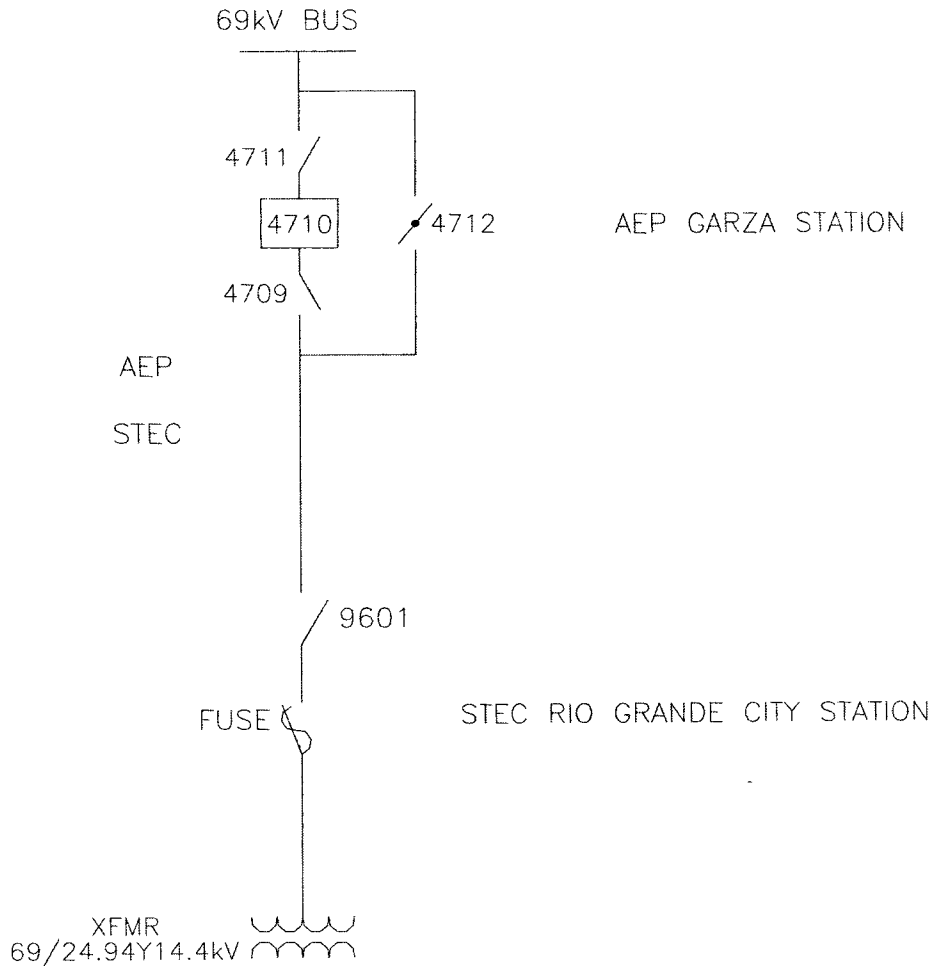 69kV BUS
4711
4710
4712
AEP GARZA STATION
4709
AEP
STEC
9601
FUSE
STEC RIO GRANDE CITY STATION
XFMR
69/24.94Y14.4kV